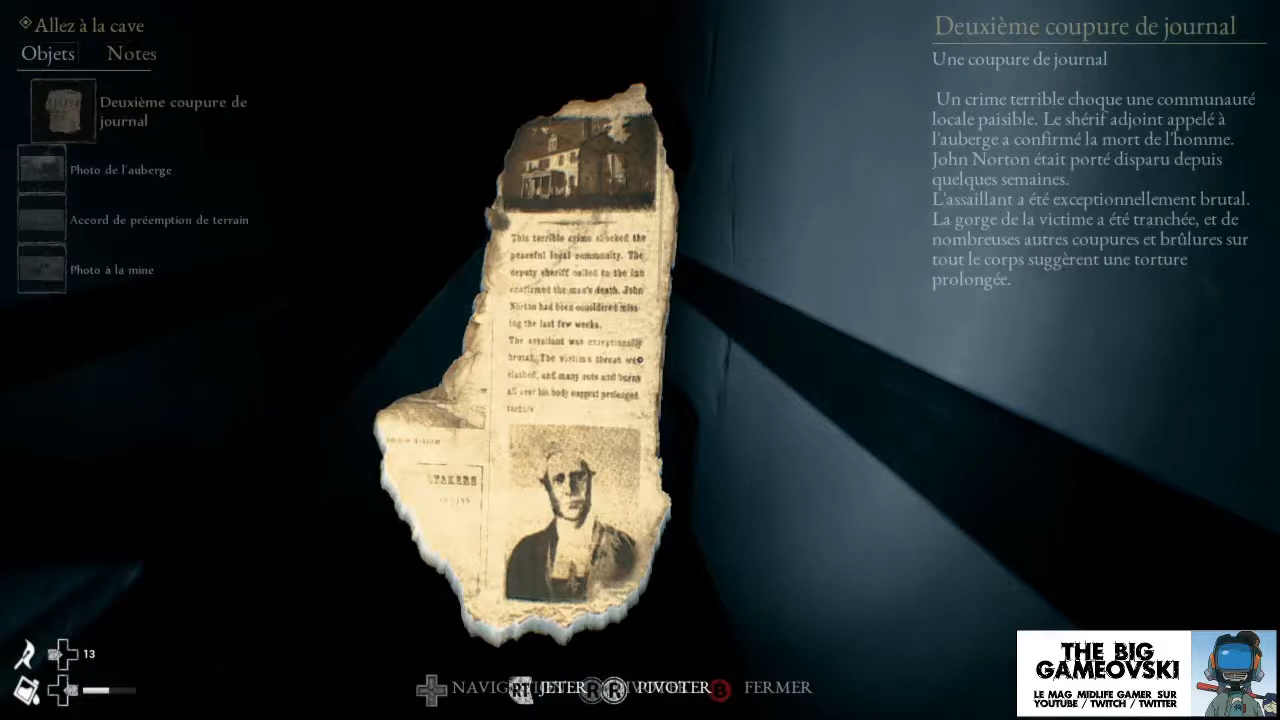 Allez à la cave
Objets Notes
Deuxième coupure de
journal
Photo de l'auberge
Accord de préemption de terrain
Photo à la mine
Deuxième coupure de journal
Une coupure de journal
Un crime terrible choque une communauté
locale paisible. Le shérif adjoint appelé à
l'auberge a confirmé la mort de l'homme.
John Norton était porté disparu depuis
quelques semaines.
L'assaillant a été exceptionnellement brutal.
La gorge de la victime a été tranchée, et de
nombreuses autres coupures et brûlures sur
tout le corps suggèrent une torture
prolongée.
This terrible crime shocked the
peaceful local community. The
deputy sheriff called to the inn
confirmed the man's death. John
Norton had been considered miss-
ing the last few weeks.
The assailant was exceptionally
brutal. The victim's throat was
slashed, and many cuts and burns
all over his body suggest prolonged
torture
TAKERS
13
JETER PIVOTER B FERMER
THE BIG
GAMEOVSKI
LE MAG MIDLIFE GAMER SUR
YOUTUBE / TWITCH / TWITTER